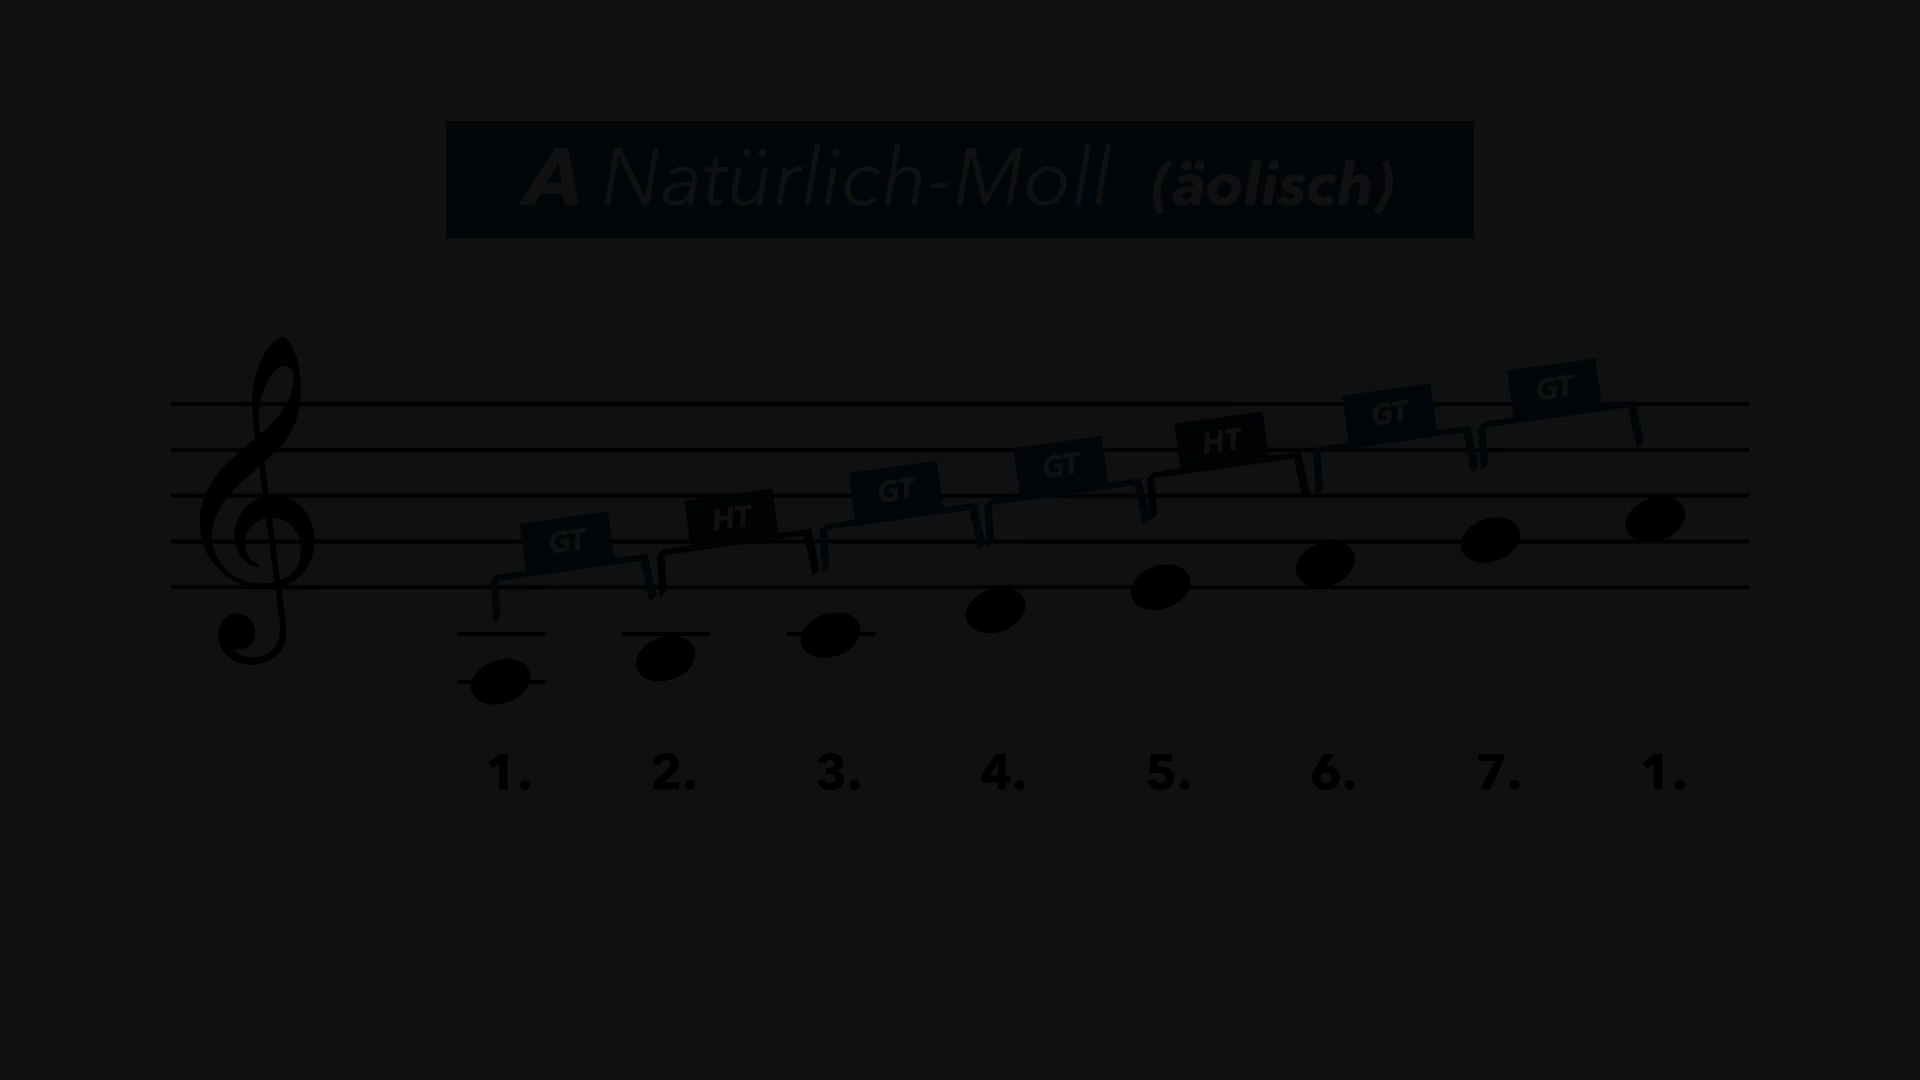 A Natürlich-Moll (äolisch)
GT HT GT GT HT GT GT
1. 2. 3. 4. 5. 6. 7. 1.